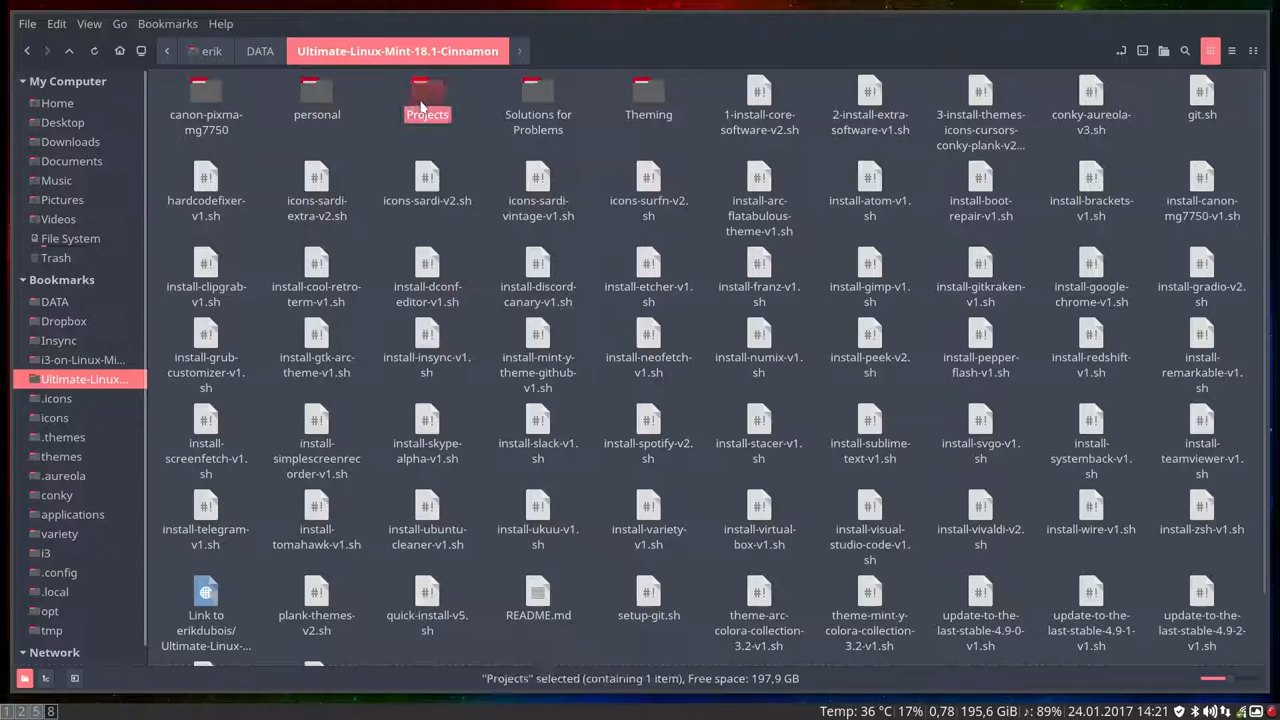 File Edit View Go Bookmarks Help
erik DATA Ultimate-Linux-Mint-18.1-Cinnamon
My Computer
Home
Desktop
Downloads
Documents
Music
Pictures
Videos
File System
Trash
Bookmarks
DATA
Dropbox
Insync
i3-on-Linux-Mi...
Ultimate-Linux...
.icons
icons
.themes
themes
.aureola
conky
applications
variety
i3
.config
.local
opt
tmp
Network
canon-pixma-
mg7750
personal
Projects
Solutions for
Problems
Theming
1-install-core-
software-v2.sh
2-install-extra-
software-v1.sh
3-install-themes-
icons-cursors-
conky-plank-v2...
conky-aureola-
v3.sh
git.sh
hardcodefixer-
v1.sh
icons-sardi-
extra-v2.sh
icons-sardi-v2.sh
icons-sardi-
vintage-v1.sh
icons-surfn-v2.
sh
install-arc-
flatabulous-
theme-v1.sh
install-atom-v1.
sh
install-boot-
repair-v1.sh
install-brackets-
v1.sh
install-canon-
mg7750-v1.sh
install-clipgrab-
v1.sh
install-cool-retro-
term-v1.sh
install-dconf-
editor-v1.sh
install-discord-
canary-v1.sh
install-etcher-v1.
sh
install-franz-v1.
sh
install-gimp-v1.
sh
install-gitkraken-
v1.sh
install-google-
chrome-v1.sh
install-gradio-v2.
sh
install-grub-
customizer-v1.
sh
install-gtk-arc-
theme-v1.sh
install-insync-v1.
sh
install-mint-y-
theme-github-
v1.sh
install-neofetch-
v1.sh
install-numix-v1.
sh
install-peek-v2.
sh
install-pepper-
flash-v1.sh
install-redshift-
v1.sh
install-
remarkable-v1.
sh
install-
screenfetch-v1.
sh
install-
simplescreenrec
order-v1.sh
install-skype-
alpha-v1.sh
install-slack-v1.
sh
install-spotify-v2.
sh
install-stacer-v1.
sh
install-sublime-
text-v1.sh
install-svgo-v1.
sh
install-
systemback-v1.
sh
install-
teamviewer-v1.
sh
install-telegram-
v1.sh
install-
tomahawk-v1.sh
install-ubuntu-
cleaner-v1.sh
install-ukuu-v1.
sh
install-variety-
v1.sh
install-virtual-
box-v1.sh
install-visual-
studio-code-v1.
sh
install-vivaldi-v2.
sh
install-wire-v1.sh
install-zsh-v1.sh
Link to
erikdubois/
Ultimate-Linux-...
plank-themes-
v2.sh
quick-install-v5.
sh
README.md
setup-git.sh
theme-arc-
colora-collection-
3.2-v1.sh
theme-mint-y-
colora-collection-
3.2-v1.sh
update-to-the-
last-stable-4.9-0-
v1.sh
update-to-the-
last-stable-4.9-1-
v1.sh
update-to-the-
last-stable-4.9-2-
v1.sh
"Projects" selected (containing 1 item), Free space: 197,9 GB
1 2 5 8 Temp: 36 °C | 17% | 0,78 | 195,6 GiB | ♪: 89% | 24.01.2017 14:21